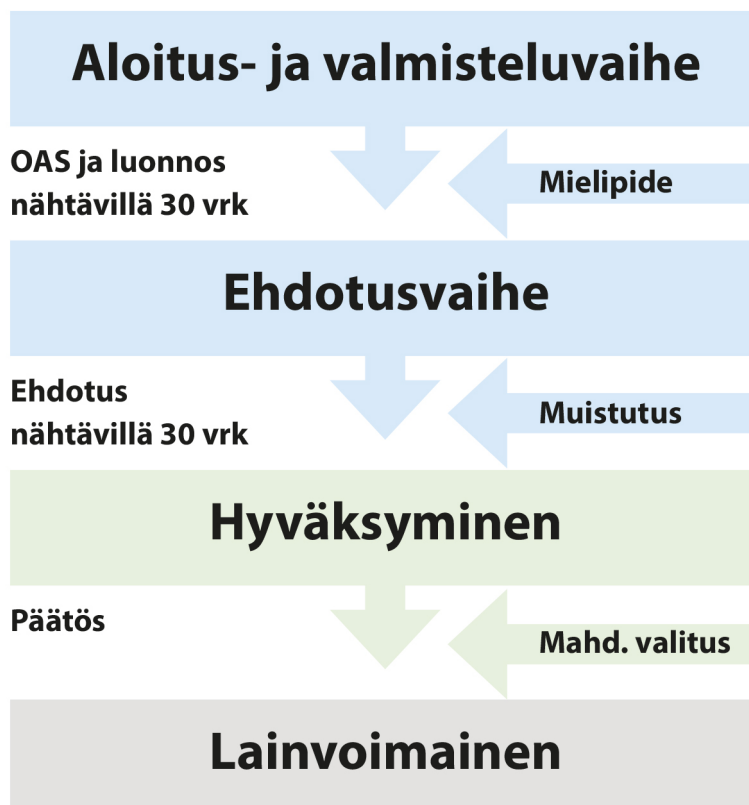 Aloitus- ja valmisteluvaihe
OAS ja luonnos
nähtävillä 30 vrk
Mielipide
Ehdotusvaihe
Ehdotus
nähtävillä 30 vrk
Muistutus
Hyväksyminen
Päätös
Mahd. valitus
Lainvoimainen